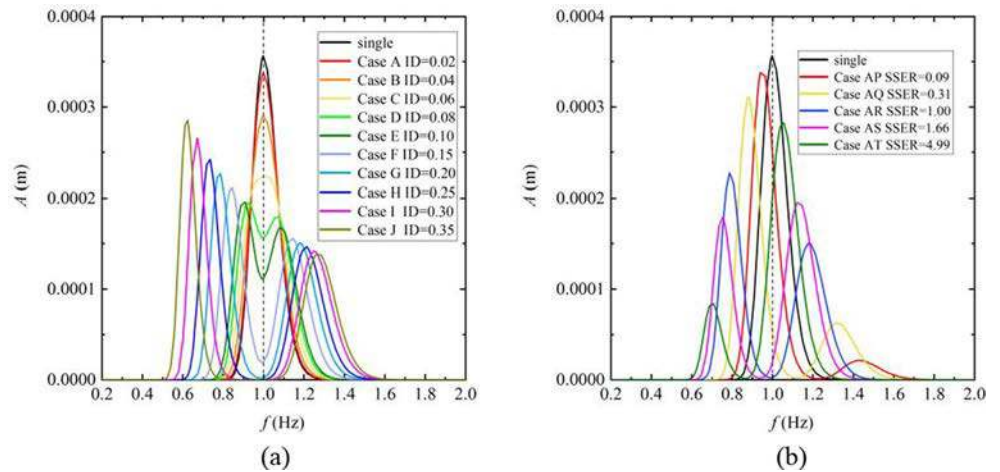 0.0004
0.0003
0.0002
0.0001
0.0000
A (m)
0.2 0.4 0.6 0.8 1.0 1.2 1.4 1.6 1.8 2.0
f (Hz)
single
Case A ID=0.02
Case B ID=0.04
Case C ID=0.06
Case D ID=0.08
Case E ID=0.10
Case F ID=0.15
Case G ID=0.20
Case H ID=0.25
Case I ID=0.30
Case J ID=0.35
(a)
0.0004
0.0003
0.0002
0.0001
0.0000
A (m)
0.2 0.4 0.6 0.8 1.0 1.2 1.4 1.6 1.8 2.0
f (Hz)
single
Case AP SSER=0.09
Case AQ SSER=0.31
Case AR SSER=1.00
Case AS SSER=1.66
Case AT SSER=4.99
(b)